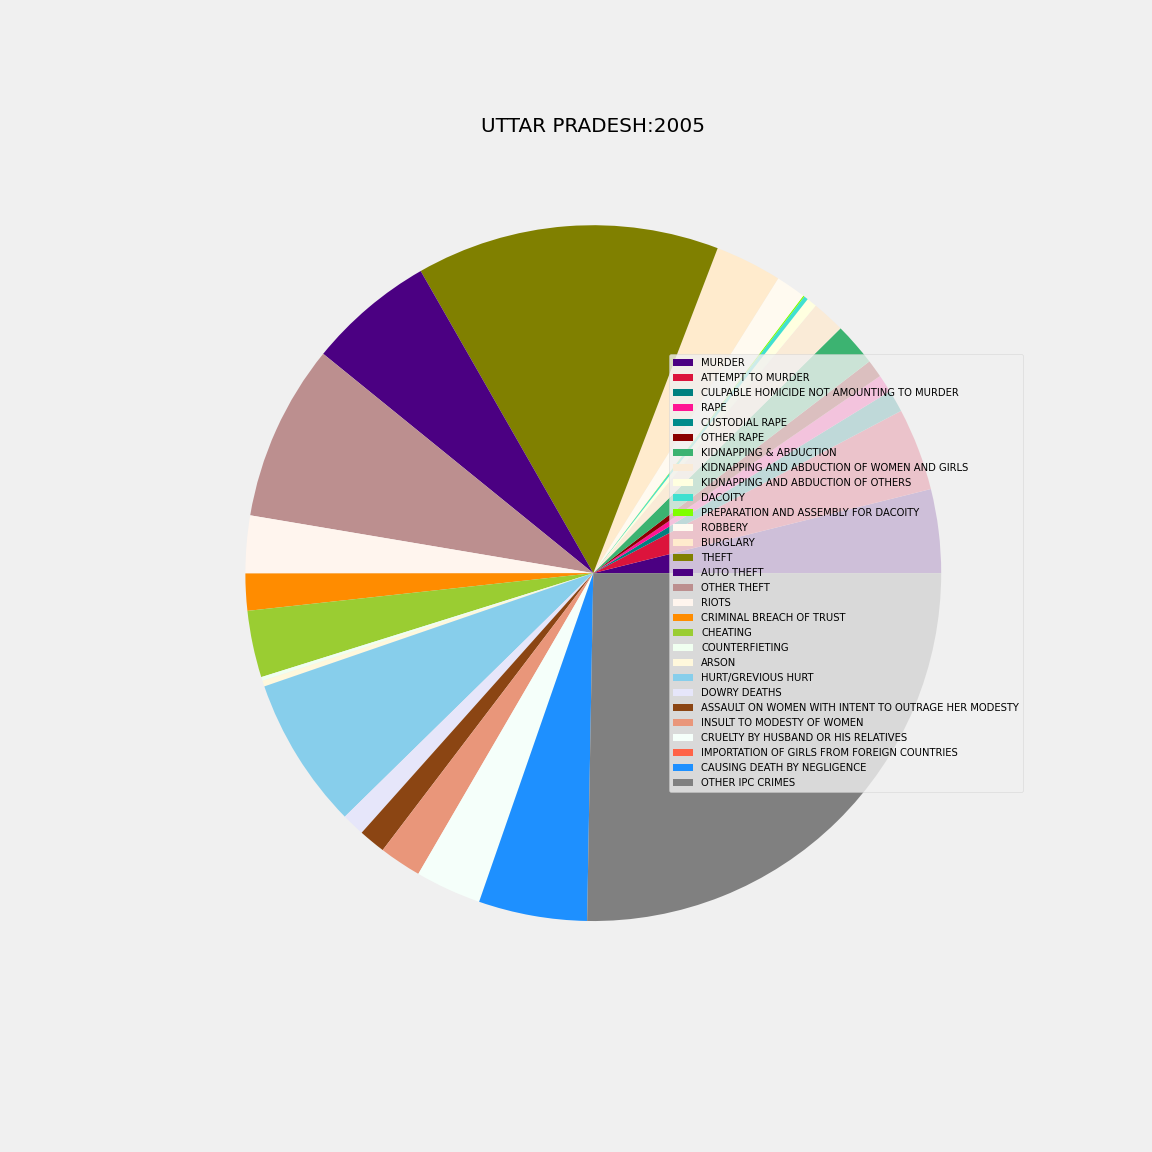 UTTAR PRADESH:2005
MURDER
ATTEMPT TO MURDER
CULPABLE HOMICIDE NOT AMOUNTING TO MURDER
RAPE
CUSTODIAL RAPE
OTHER RAPE
KIDNAPPING & ABDUCTION
KIDNAPPING AND ABDUCTION OF WOMEN AND GIRLS
KIDNAPPING AND ABDUCTION OF OTHERS
DACOITY
PREPARATION AND ASSEMBLY FOR DACOITY
ROBBERY
BURGLARY
THEFT
AUTO THEFT
OTHER THEFT
RIOTS
CRIMINAL BREACH OF TRUST
CHEATING
COUNTERFIETING
ARSON
HURT/GREVIOUS HURT
DOWRY DEATHS
ASSAULT ON WOMEN WITH INTENT TO OUTRAGE HER MODESTY
INSULT TO MODESTY OF WOMEN
CRUELTY BY HUSBAND OR HIS RELATIVES
IMPORTATION OF GIRLS FROM FOREIGN COUNTRIES
CAUSING DEATH BY NEGLIGENCE
OTHER IPC CRIMES